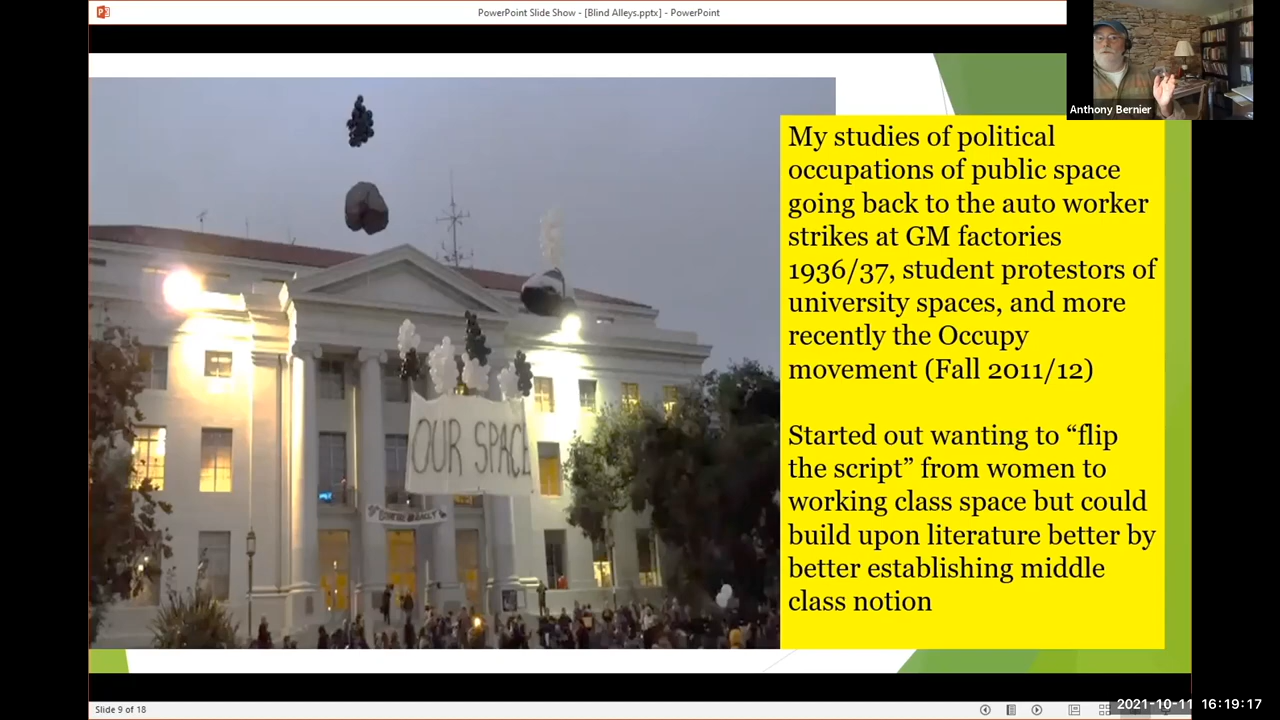 PowerPoint Slide Show - [Blind Alleys.pptx] - PowerPoint
Anthony Bernier
My studies of political
occupations of public space
going back to the auto worker
strikes at GM factories
1936/37, student protestors of
university spaces, and more
recently the Occupy
movement (Fall 2011/12)
Started out wanting to “flip
the script” from women to
working class space but could
build upon literature better by
better establishing middle
class notion
OUR SPACE
Slide 9 of 18
2021-10-11 16:19:17